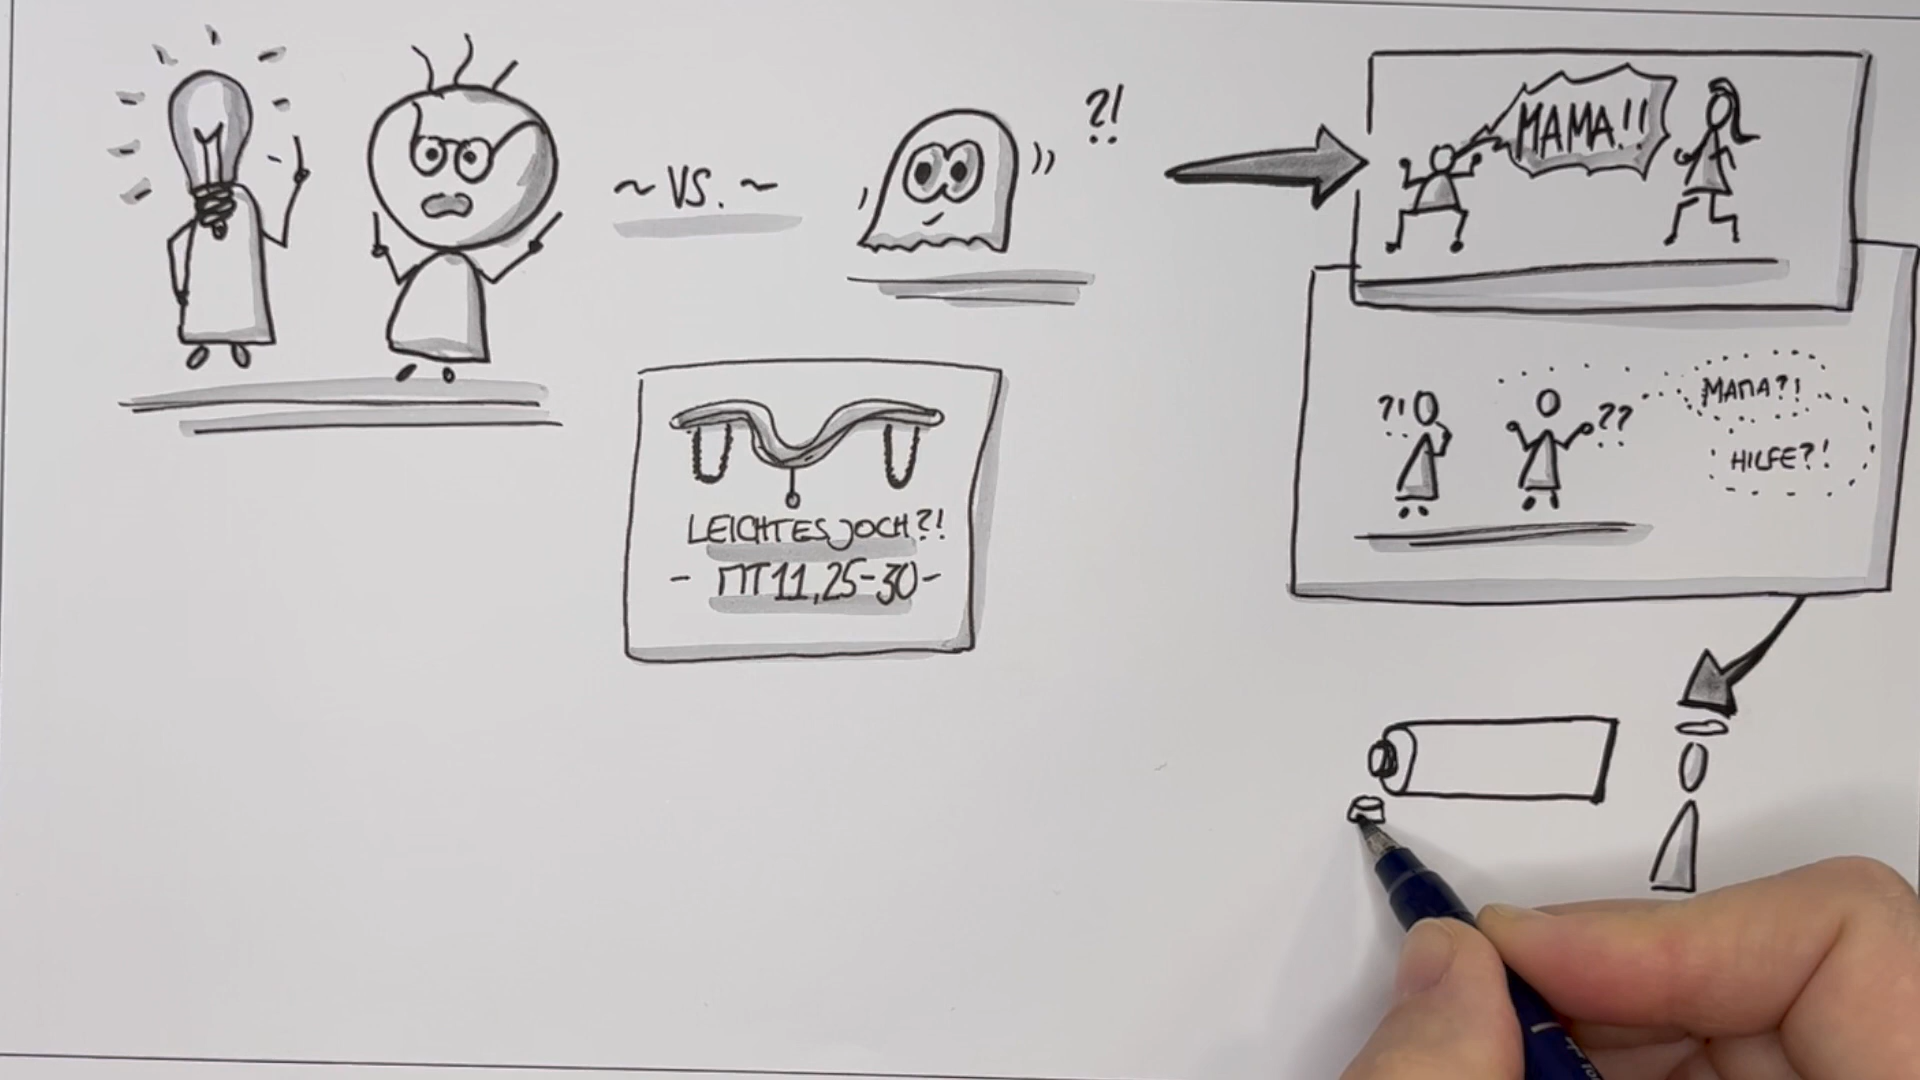 ~ VS. ~
?!
MAMA!!
?!
??
MAMA?!
HILFE?!
LEICHTES JOCH?!
- MT 11,25-30 -